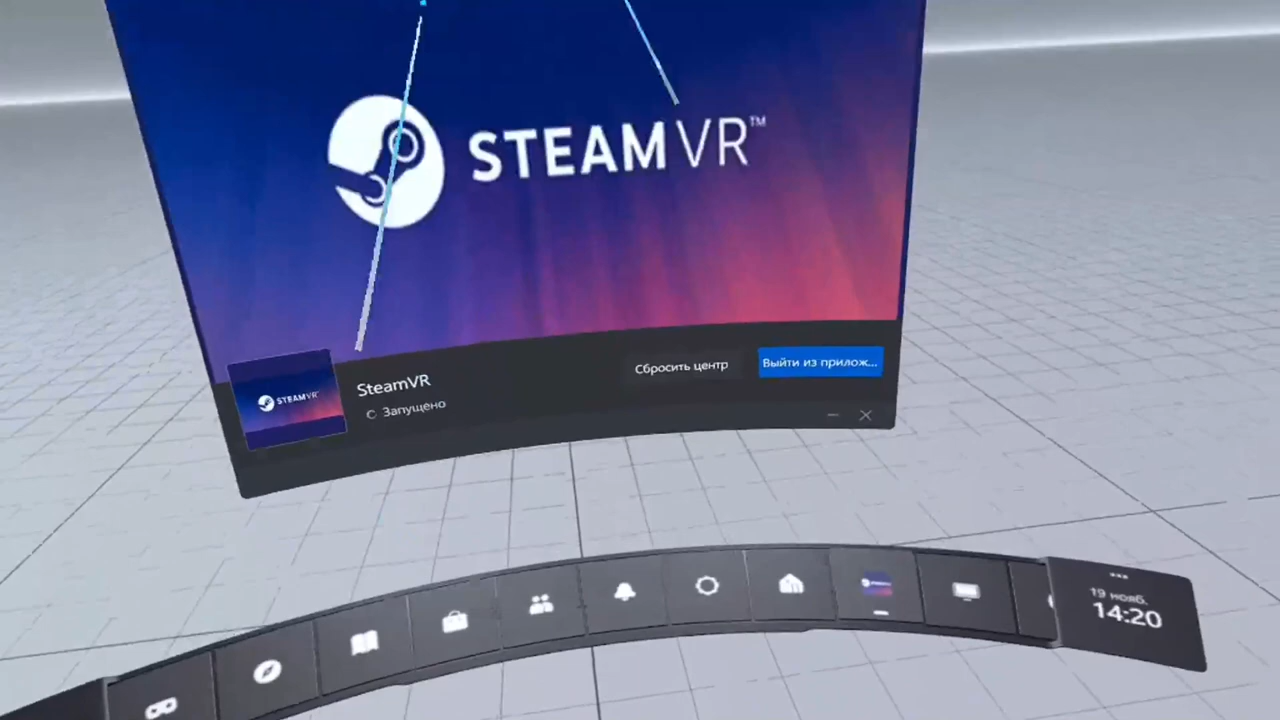 STEAMVR™
STEAMVR
SteamVR
Запущено
Сбросить центр
Выйти из прилож...
19 нояб.
14:20